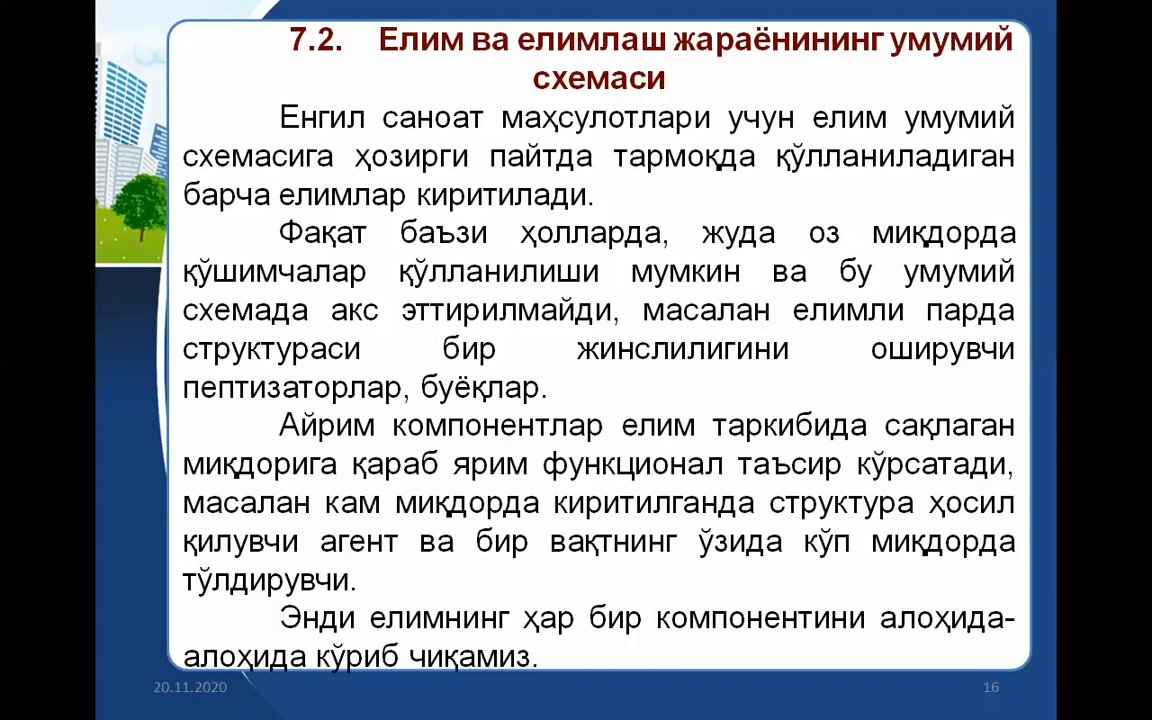 7.2. Елим ва елимлаш жараёнининг умумий
схемаси
Енгил саноат маҳсулотлари учун елим умумий
схемасига ҳозирги пайтда тармоқда қўлланиладиган
барча елимлар киритилади.
Фақат баъзи ҳолларда, жуда оз миқдорда
қўшимчалар қўлланилиши мумкин ва бу умумий
схемада акс эттирилмайди, масалан елимли парда
структураси бир жинслилигини оширувчи
пептизаторлар, буёқлар.
Айрим компонентлар елим таркибида сақлаган
миқдорига қараб ярим функционал таъсир кўрсатади,
масалан кам миқдорда киритилганда структура ҳосил
қилувчи агент ва бир вақтнинг ўзида кўп миқдорда
тўлдирувчи.
Энди елимнинг ҳар бир компонентини алоҳида-
алоҳида кўриб чиқамиз.
20.11.2020
16